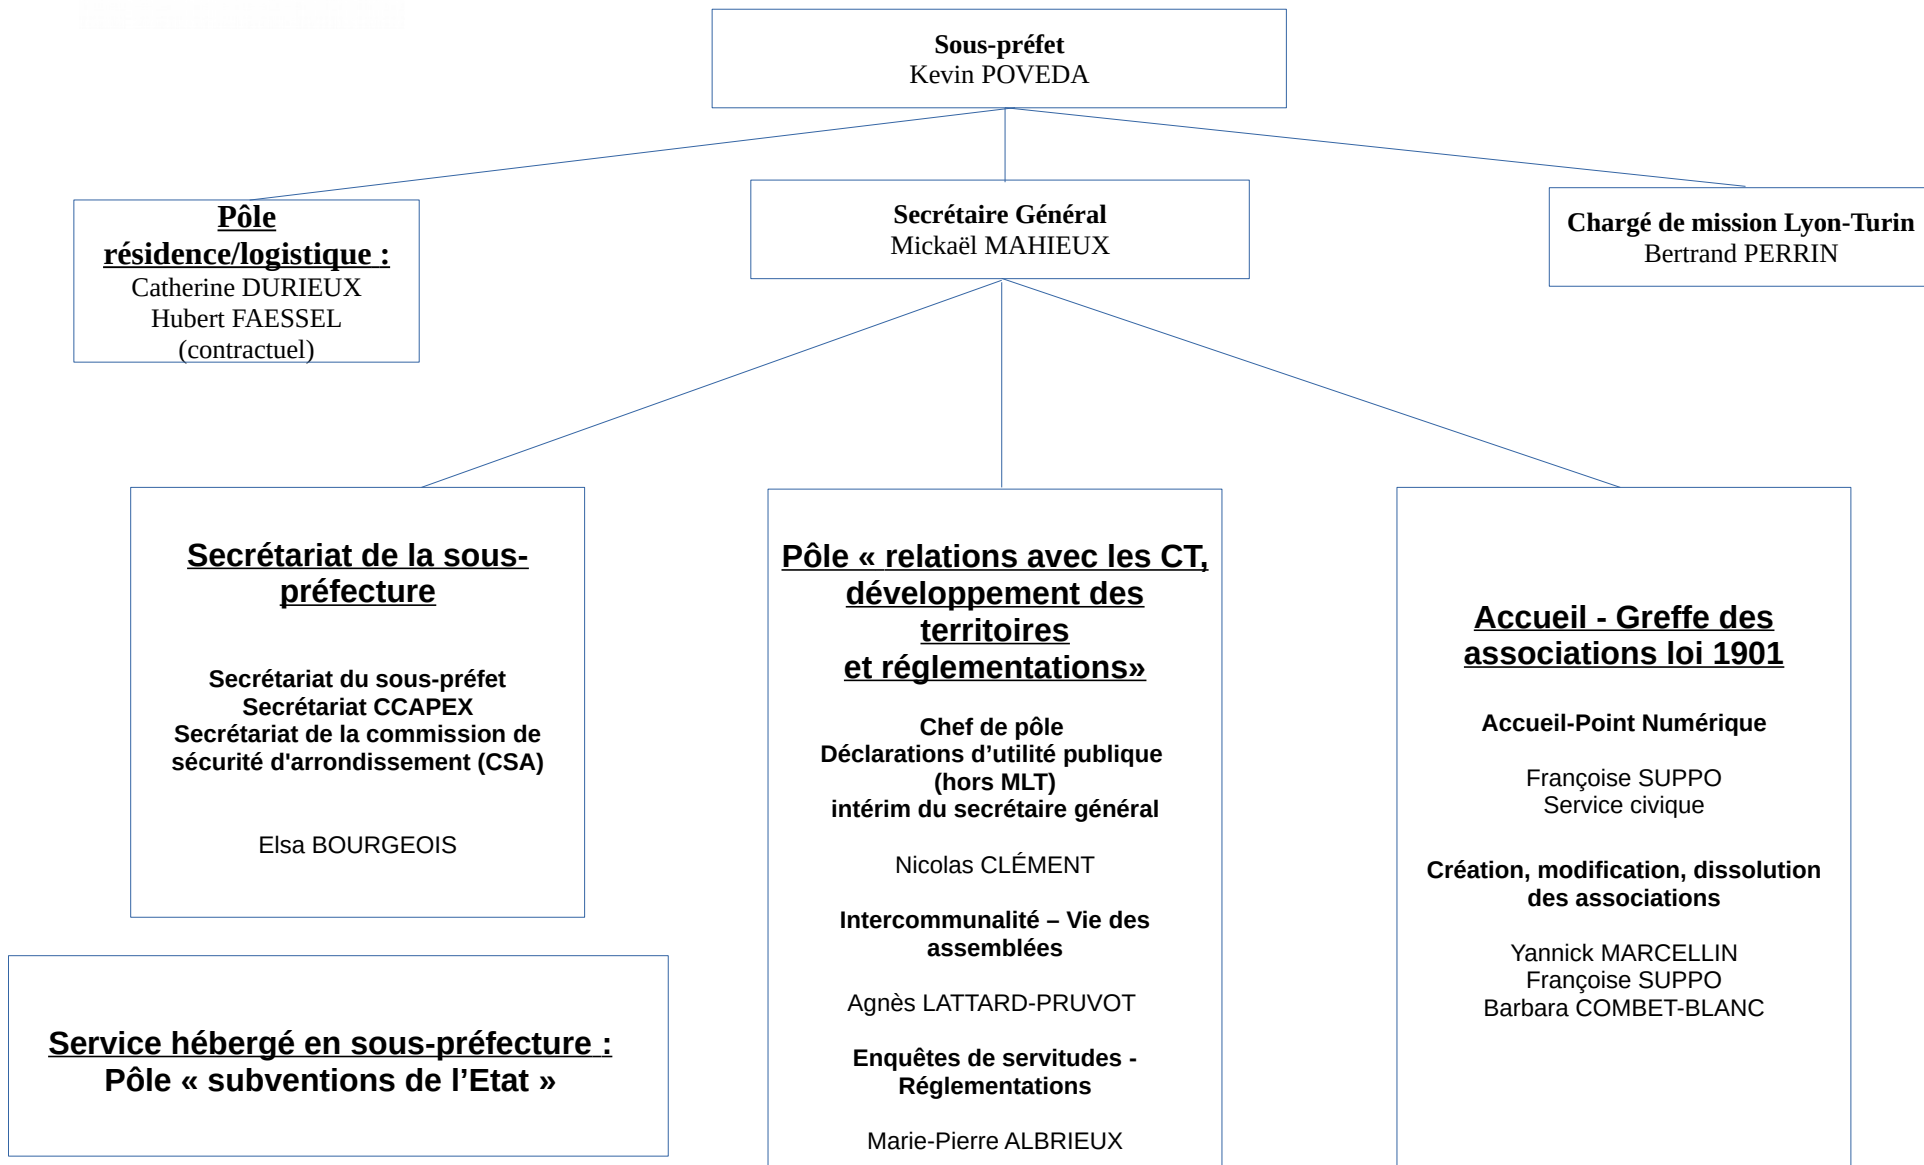 Sous-préfet
Kevin POVEDA
Pôle
résidence/logistique :
Catherine DURIEUX
Hubert FAESSEL
(contractuel)
Secrétaire Général
Mickaël MAHIEUX
Chargé de mission Lyon-Turin
Bertrand PERRIN
Secrétariat de la sous-
préfecture
Secrétariat du sous-préfet
Secrétariat CCAPEX
Secrétariat de la commission de
sécurité d'arrondissement (CSA)
Elsa BOURGEOIS
Pôle « relations avec les CT,
développement des
territoires
et réglementations»
Chef de pôle
Déclarations d’utilité publique
(hors MLT)
intérim du secrétaire général
Nicolas CLÉMENT
Intercommunalité – Vie des
assemblées
Agnès LATTARD-PRUVOT
Enquêtes de servitudes -
Réglementations
Marie-Pierre ALBRIEUX
Accueil - Greffe des
associations loi 1901
Accueil-Point Numérique
Françoise SUPPO
Service civique
Création, modification, dissolution
des associations
Yannick MARCELLIN
Françoise SUPPO
Barbara COMBET-BLANC
Service hébergé en sous-préfecture :
Pôle « subventions de l’Etat »